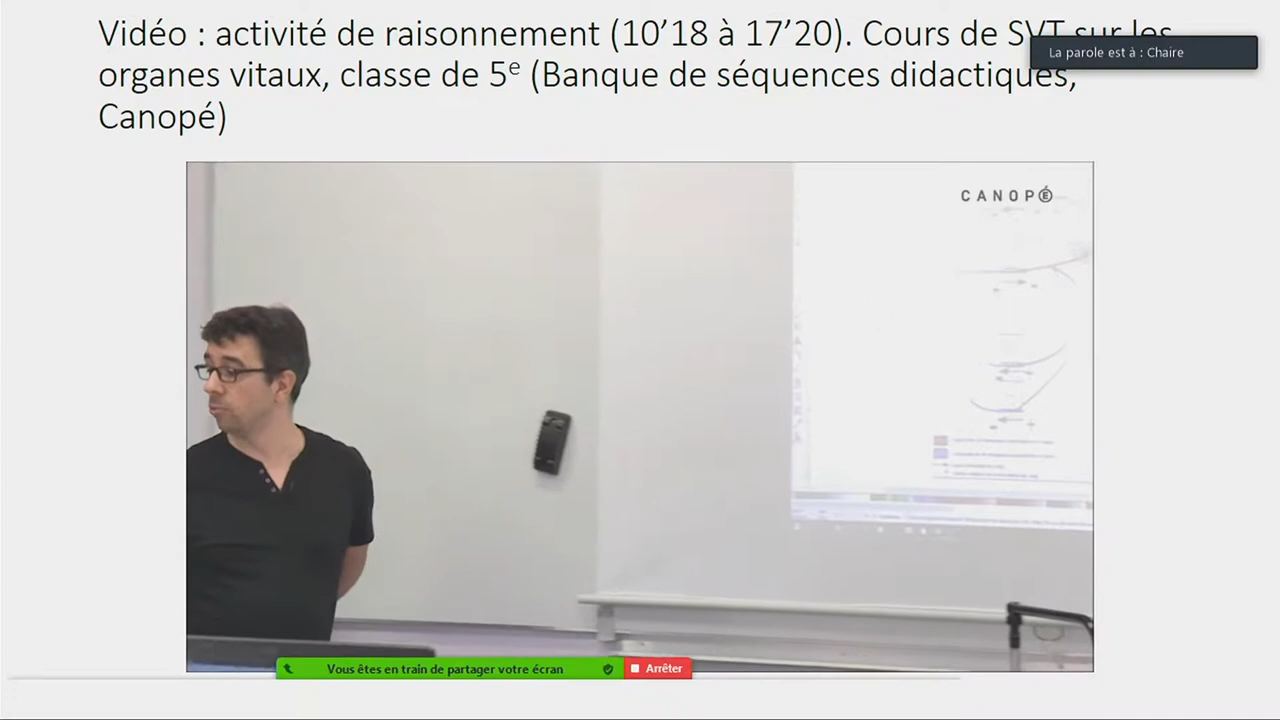 Vidéo : activité de raisonnement (10’18 à 17’20). Cours de SVT sur les
La parole est à : Chaire
organes vitaux, classe de 5e (Banque de séquences didactiques,
Canopé)
CANOPÉ
Vous êtes en train de partager votre écran
Arrêter